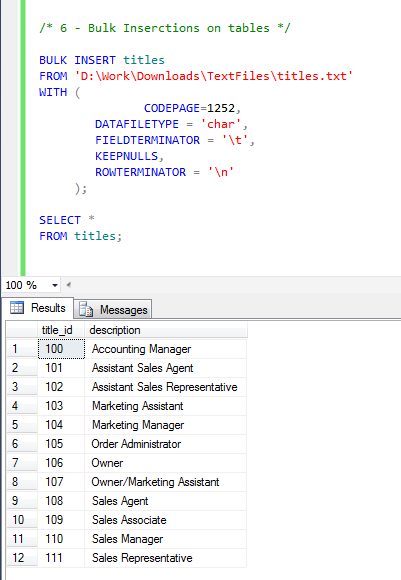 /* 6 - Bulk Inserctions on tables */
BULK INSERT titles
FROM 'D:\Work\Downloads\TextFiles\titles.txt'
WITH (
CODEPAGE=1252,
DATAFILETYPE = 'char',
FIELDTERMINATOR = '\t',
KEEPNULLS,
ROWTERMINATOR = '\n'
);
SELECT *
FROM titles;
100 %
Results Messages
title_id description
1 100 Accounting Manager
2 101 Assistant Sales Agent
3 102 Assistant Sales Representative
4 103 Marketing Assistant
5 104 Marketing Manager
6 105 Order Administrator
7 106 Owner
8 107 Owner/Marketing Assistant
9 108 Sales Agent
10 109 Sales Associate
11 110 Sales Manager
12 111 Sales Representative